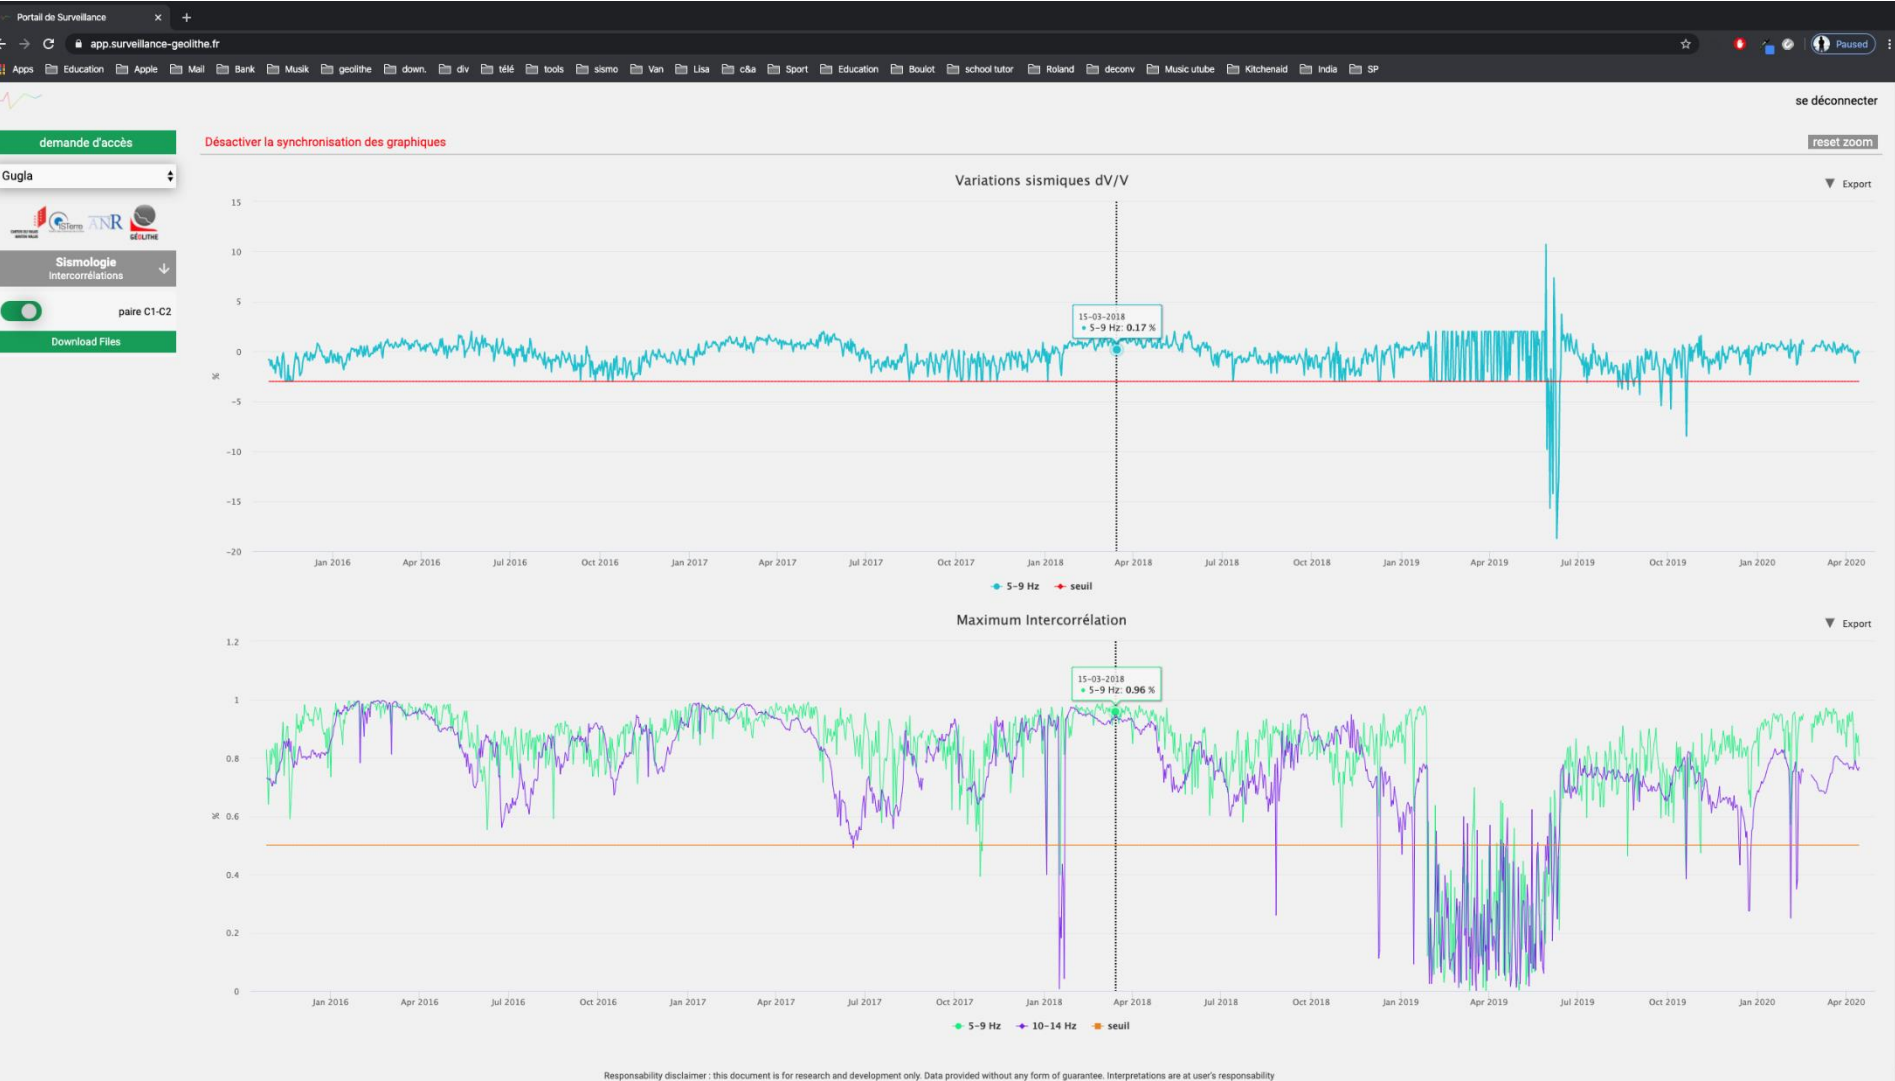 Portail de Surveillance
app.surveillance-geolithe.fr
Paused
Apps Education Apple Mail Bank Musik geolithe down. div télé tools sismo Van Lisa c&a Sport Education Boulot school tutor Roland deconv Music utube Kitchenaid India SP
se déconnecter
demande d'accès
Désactiver la synchronisation des graphiques
reset zoom
Gugla
ISTerre ANR GÉOLITHE
Sismologie
Intercorrélations
paire C1-C2
Download Files
Variations sismiques dV/V
Export
15
10
5
0
-5
-10
-15
-20
%
15-03-2018
5-9 Hz: 0.17 %
Jan 2016 Apr 2016 Jul 2016 Oct 2016 Jan 2017 Apr 2017 Jul 2017 Oct 2017 Jan 2018 Apr 2018 Jul 2018 Oct 2018 Jan 2019 Apr 2019 Jul 2019 Oct 2019 Jan 2020 Apr 2020
5-9 Hz seuil
Maximum Intercorrélation
Export
1.2
1
0.8
0.6
0.4
0.2
0
%
15-03-2018
5-9 Hz: 0.96 %
Jan 2016 Apr 2016 Jul 2016 Oct 2016 Jan 2017 Apr 2017 Jul 2017 Oct 2017 Jan 2018 Apr 2018 Jul 2018 Oct 2018 Jan 2019 Apr 2019 Jul 2019 Oct 2019 Jan 2020 Apr 2020
5-9 Hz 10-14 Hz seuil
Responsability disclaimer : this document is for research and development only. Data provided without any form of guarantee. Interpretations are at user's responsability